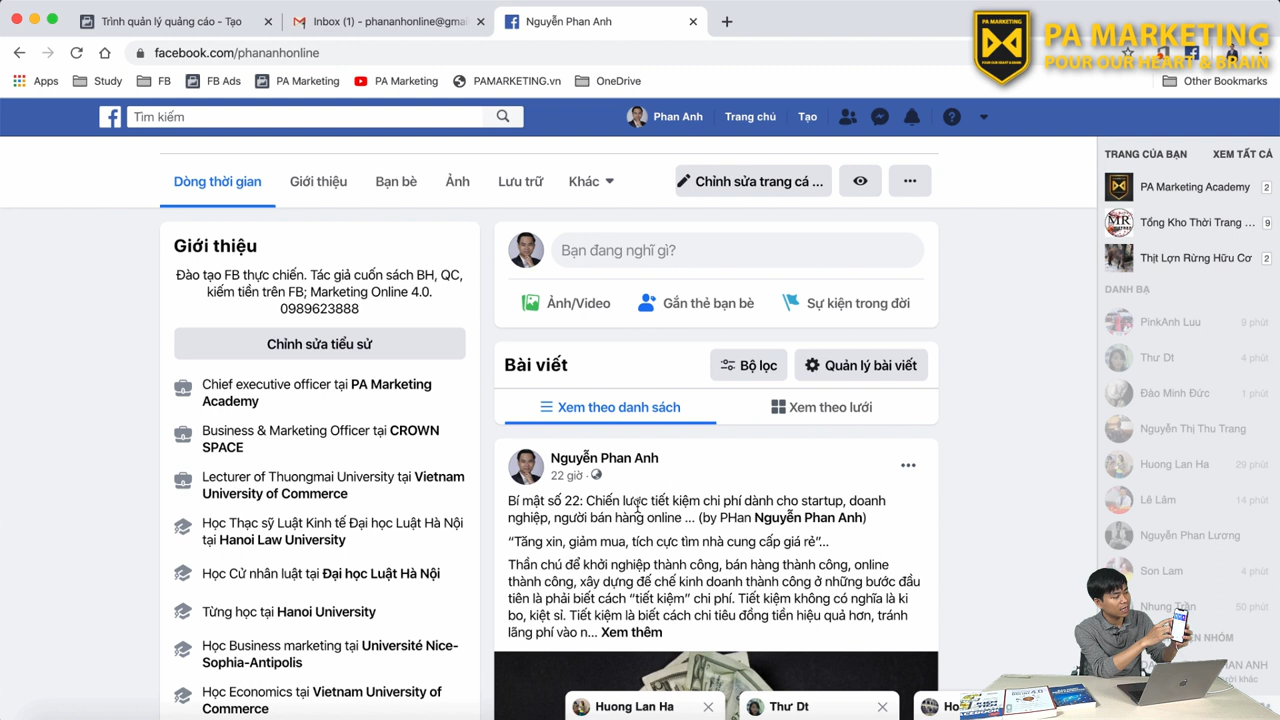 Trình quản lý quảng cáo - Tạo
Inbox (1) - phananhonline@gmai
Nguyễn Phan Anh
PA MARKETING
PA MARKETING
POUR OUR HEART & BRAIN
POUR OUR HEART & BRAIN
facebook.com/phananhonline
Apps
Study
FB
FB Ads
PA Marketing
PA Marketing
PAMARKETING.vn
OneDrive
Other Bookmarks
Tìm kiếm
Phan Anh
Trang chủ
Tạo
Dòng thời gian
Giới thiệu
Bạn bè
Ảnh
Lưu trữ
Khác
Chỉnh sửa trang cá ...
Giới thiệu
Đào tạo FB thực chiến. Tác giả cuốn sách BH, QC,
kiếm tiền trên FB; Marketing Online 4.0.
0989623888
Chỉnh sửa tiểu sử
Chief executive officer tại PA Marketing
Academy
Business & Marketing Officer tại CROWN
SPACE
Lecturer of Thuongmai University tại Vietnam
University of Commerce
Học Thạc sỹ Luật Kinh tế Đại học Luật Hà Nội
tại Hanoi Law University
Học Cử nhân luật tại Đại học Luật Hà Nội
Từng học tại Hanoi University
Học Business marketing tại Université Nice-
Sophia-Antipolis
Học Economics tại Vietnam University of
Commerce
Bạn đang nghĩ gì?
Ảnh/Video
Gắn thẻ bạn bè
Sự kiện trong đời
Bài viết
Bộ lọc
Quản lý bài viết
Xem theo danh sách
Xem theo lưới
Nguyễn Phan Anh
22 giờ
Bí mật số 22: Chiến lược tiết kiệm chi phí dành cho startup, doanh
nghiệp, người bán hàng online ... (by PHan Nguyễn Phan Anh)
“Tăng xin, giảm mua, tích cực tìm nhà cung cấp giá rẻ”...
Thần chú để khởi nghiệp thành công, bán hàng thành công, online
thành công, xây dựng đế chế kinh doanh thành công ở những bước đầu
tiên là phải biết cách “tiết kiệm” chi phí. Tiết kiệm không có nghĩa là ki
bo, kiệt sỉ. Tiết kiệm là biết cách chi tiêu đồng tiền hiệu quả hơn, tránh
lãng phí vào n... Xem thêm
Huong Lan Ha
Thư Dt
TRANG CỦA BẠN
XEM TẤT CẢ
PA Marketing Academy 2
Tổng Kho Thời Trang ... 9
Thịt Lợn Rừng Hữu Cơ 2
DANH BẠ
PinkAnh Luu 9 phút
Thư Dt 4 phút
Đào Minh Đức 1 phút
Nguyễn Thị Thu Trang
Huong Lan Ha 29 phút
Lê Lâm 14 phút
Nguyễn Phan Lương
Son Lam 4 phút
Nhung Trần 50 phút